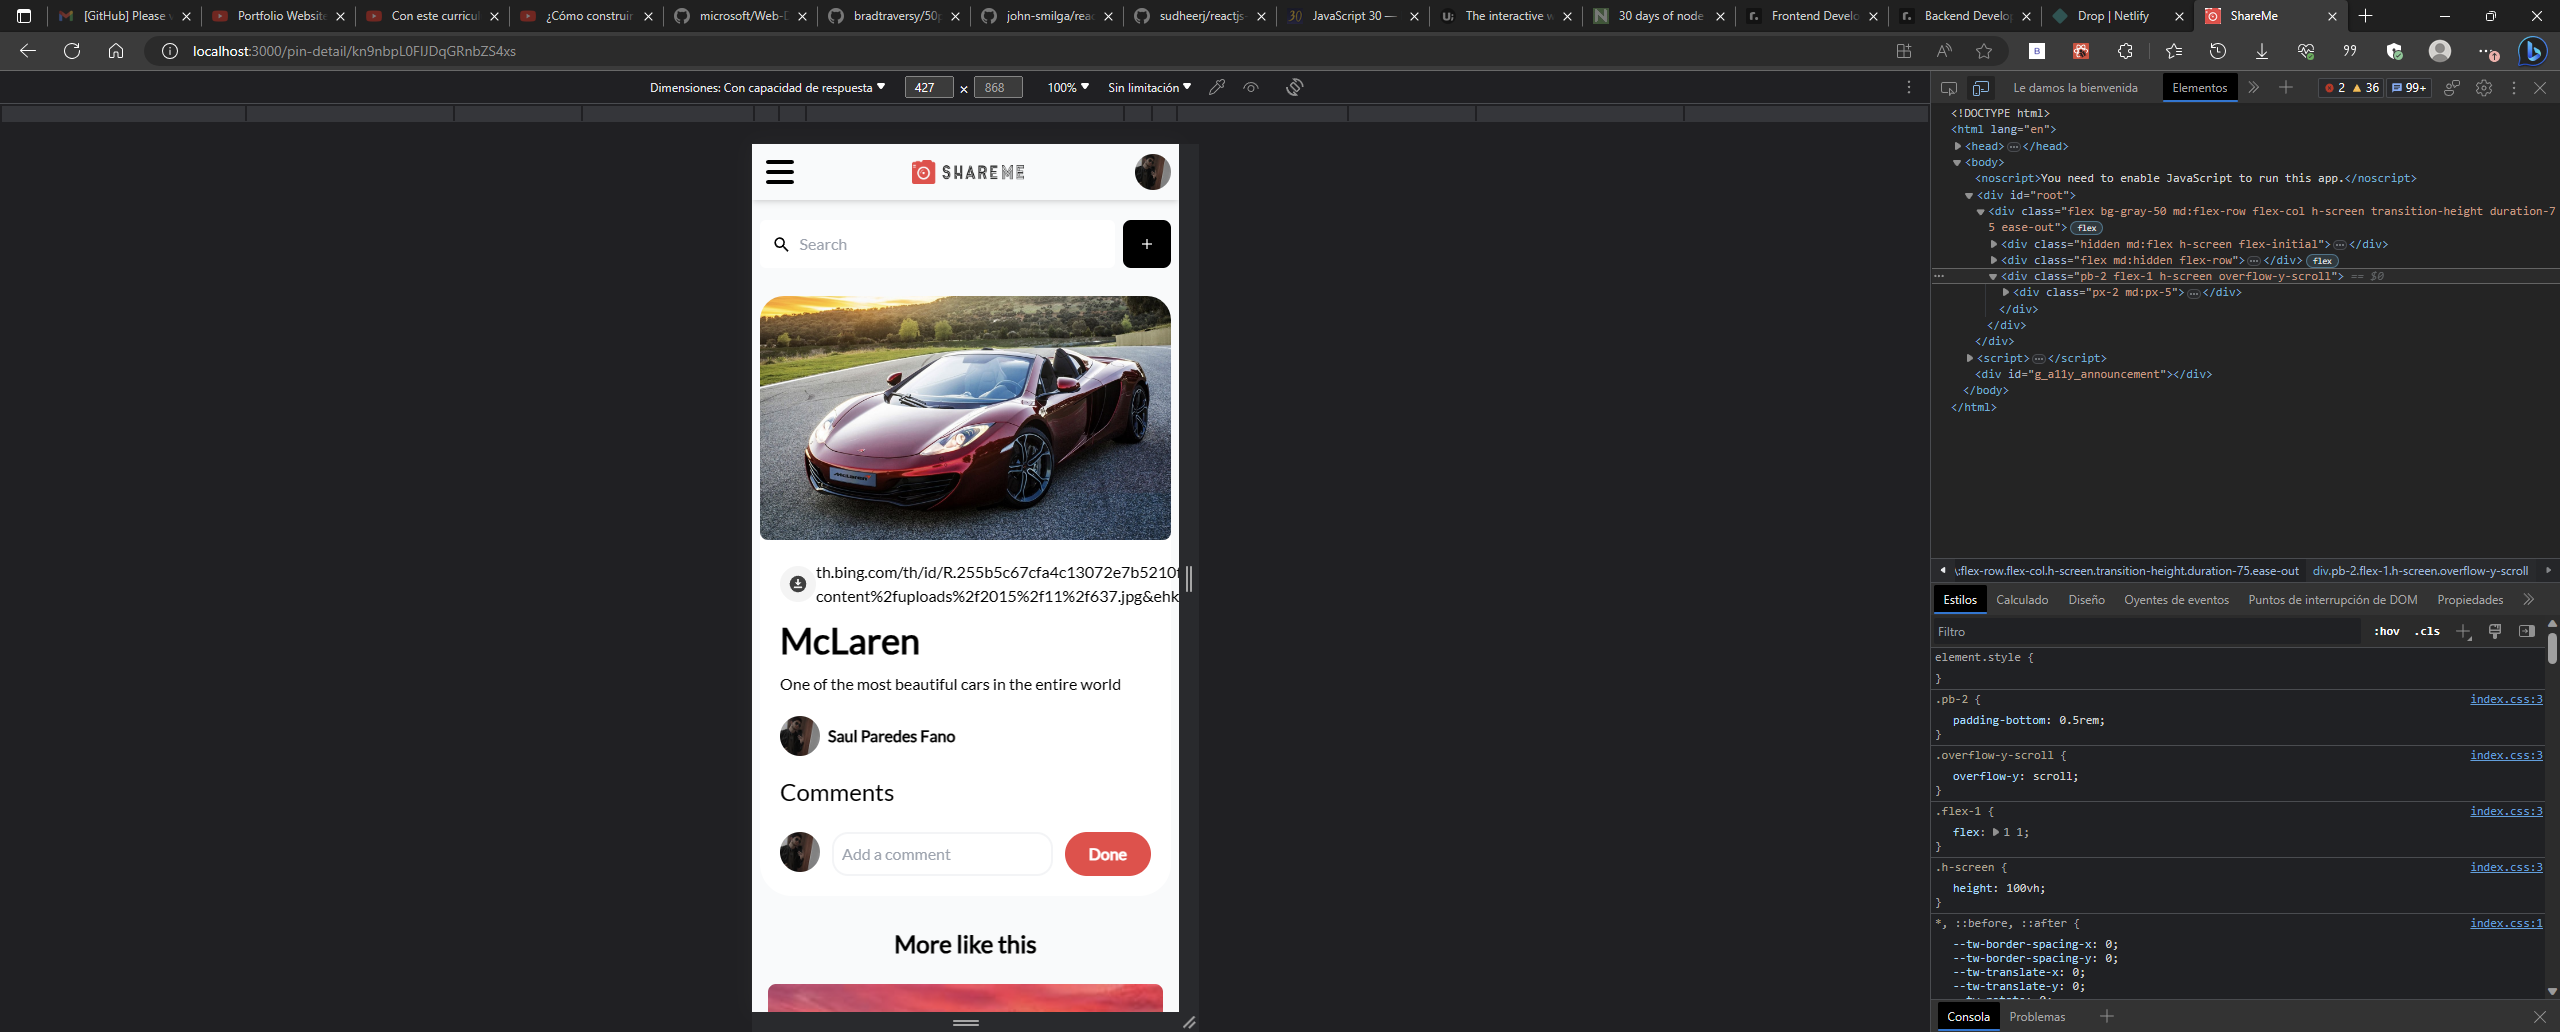 [GitHub] Please
Portfolio Website
Con este curricul
¿Cómo construir
microsoft/Web-D
bradtraversy/50p
john-smilga/reac
sudheerj/reactjs-
30 JavaScript 30 —
The interactive w
30 days of node
Frontend Develo
Backend Develop
Drop | Netlify
ShareMe
localhost:3000/pin-detail/kn9nbpL0FIJDqGRnbZS4xs
Dimensiones: Con capacidad de respuesta
427 × 868
100%
Sin limitación
Le damos la bienvenida
Elementos
2 36 99+
SHAREME
Search
+
McLaren
th.bing.com/th/id/R.255b5c67cfa4c13072e7b5210f
content%2fuploads%2f2015%2f11%2f637.jpg&ehk
McLaren
One of the most beautiful cars in the entire world
Saul Paredes Fano
Comments
Add a comment
Done
More like this
<!DOCTYPE html>
<html lang="en">
<head> ⋯ </head>
<body>
<noscript>You need to enable JavaScript to run this app.</noscript>
<div id="root">
<div class="flex bg-gray-50 md:flex-row flex-col h-screen transition-height duration-7
5 ease-out"> flex
<div class="hidden md:flex h-screen flex-initial"> ⋯ </div>
<div class="flex md:hidden flex-row"> ⋯ </div> flex
<div class="pb-2 flex-1 h-screen overflow-y-scroll"> == $0
<div class="px-2 md:px-5"> ⋯ </div>
</div>
</div>
</div>
<script> ⋯ </script>
<div id="g_a11y_announcement"></div>
</body>
</html>
\:flex-row.flex-col.h-screen.transition-height.duration-75.ease-out div.pb-2.flex-1.h-screen.overflow-y-scroll
Estilos Calculado Diseño Oyentes de eventos Puntos de interrupción de DOM Propiedades
Filtro :hov .cls
element.style {
}
.pb-2 { index.css:3
padding-bottom: 0.5rem;
}
.overflow-y-scroll { index.css:3
overflow-y: scroll;
}
.flex-1 { index.css:3
flex: 1 1;
}
.h-screen { index.css:3
height: 100vh;
}
*, ::before, ::after { index.css:1
--tw-border-spacing-x: 0;
--tw-border-spacing-y: 0;
--tw-translate-x: 0;
--tw-translate-y: 0;
Consola Problemas